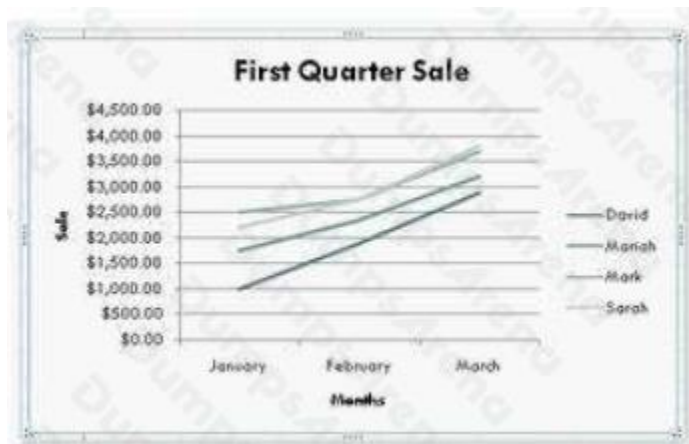 First Quarter Sale
$4,500.00
$4,000.00
$3,500.00
$3,000.00
$2,500.00
$2,000.00
$1,500.00
$1,000.00
$500.00
$0.00
Sale
January February March
Months
David
Mariah
Mark
Sarah
DumpsArena